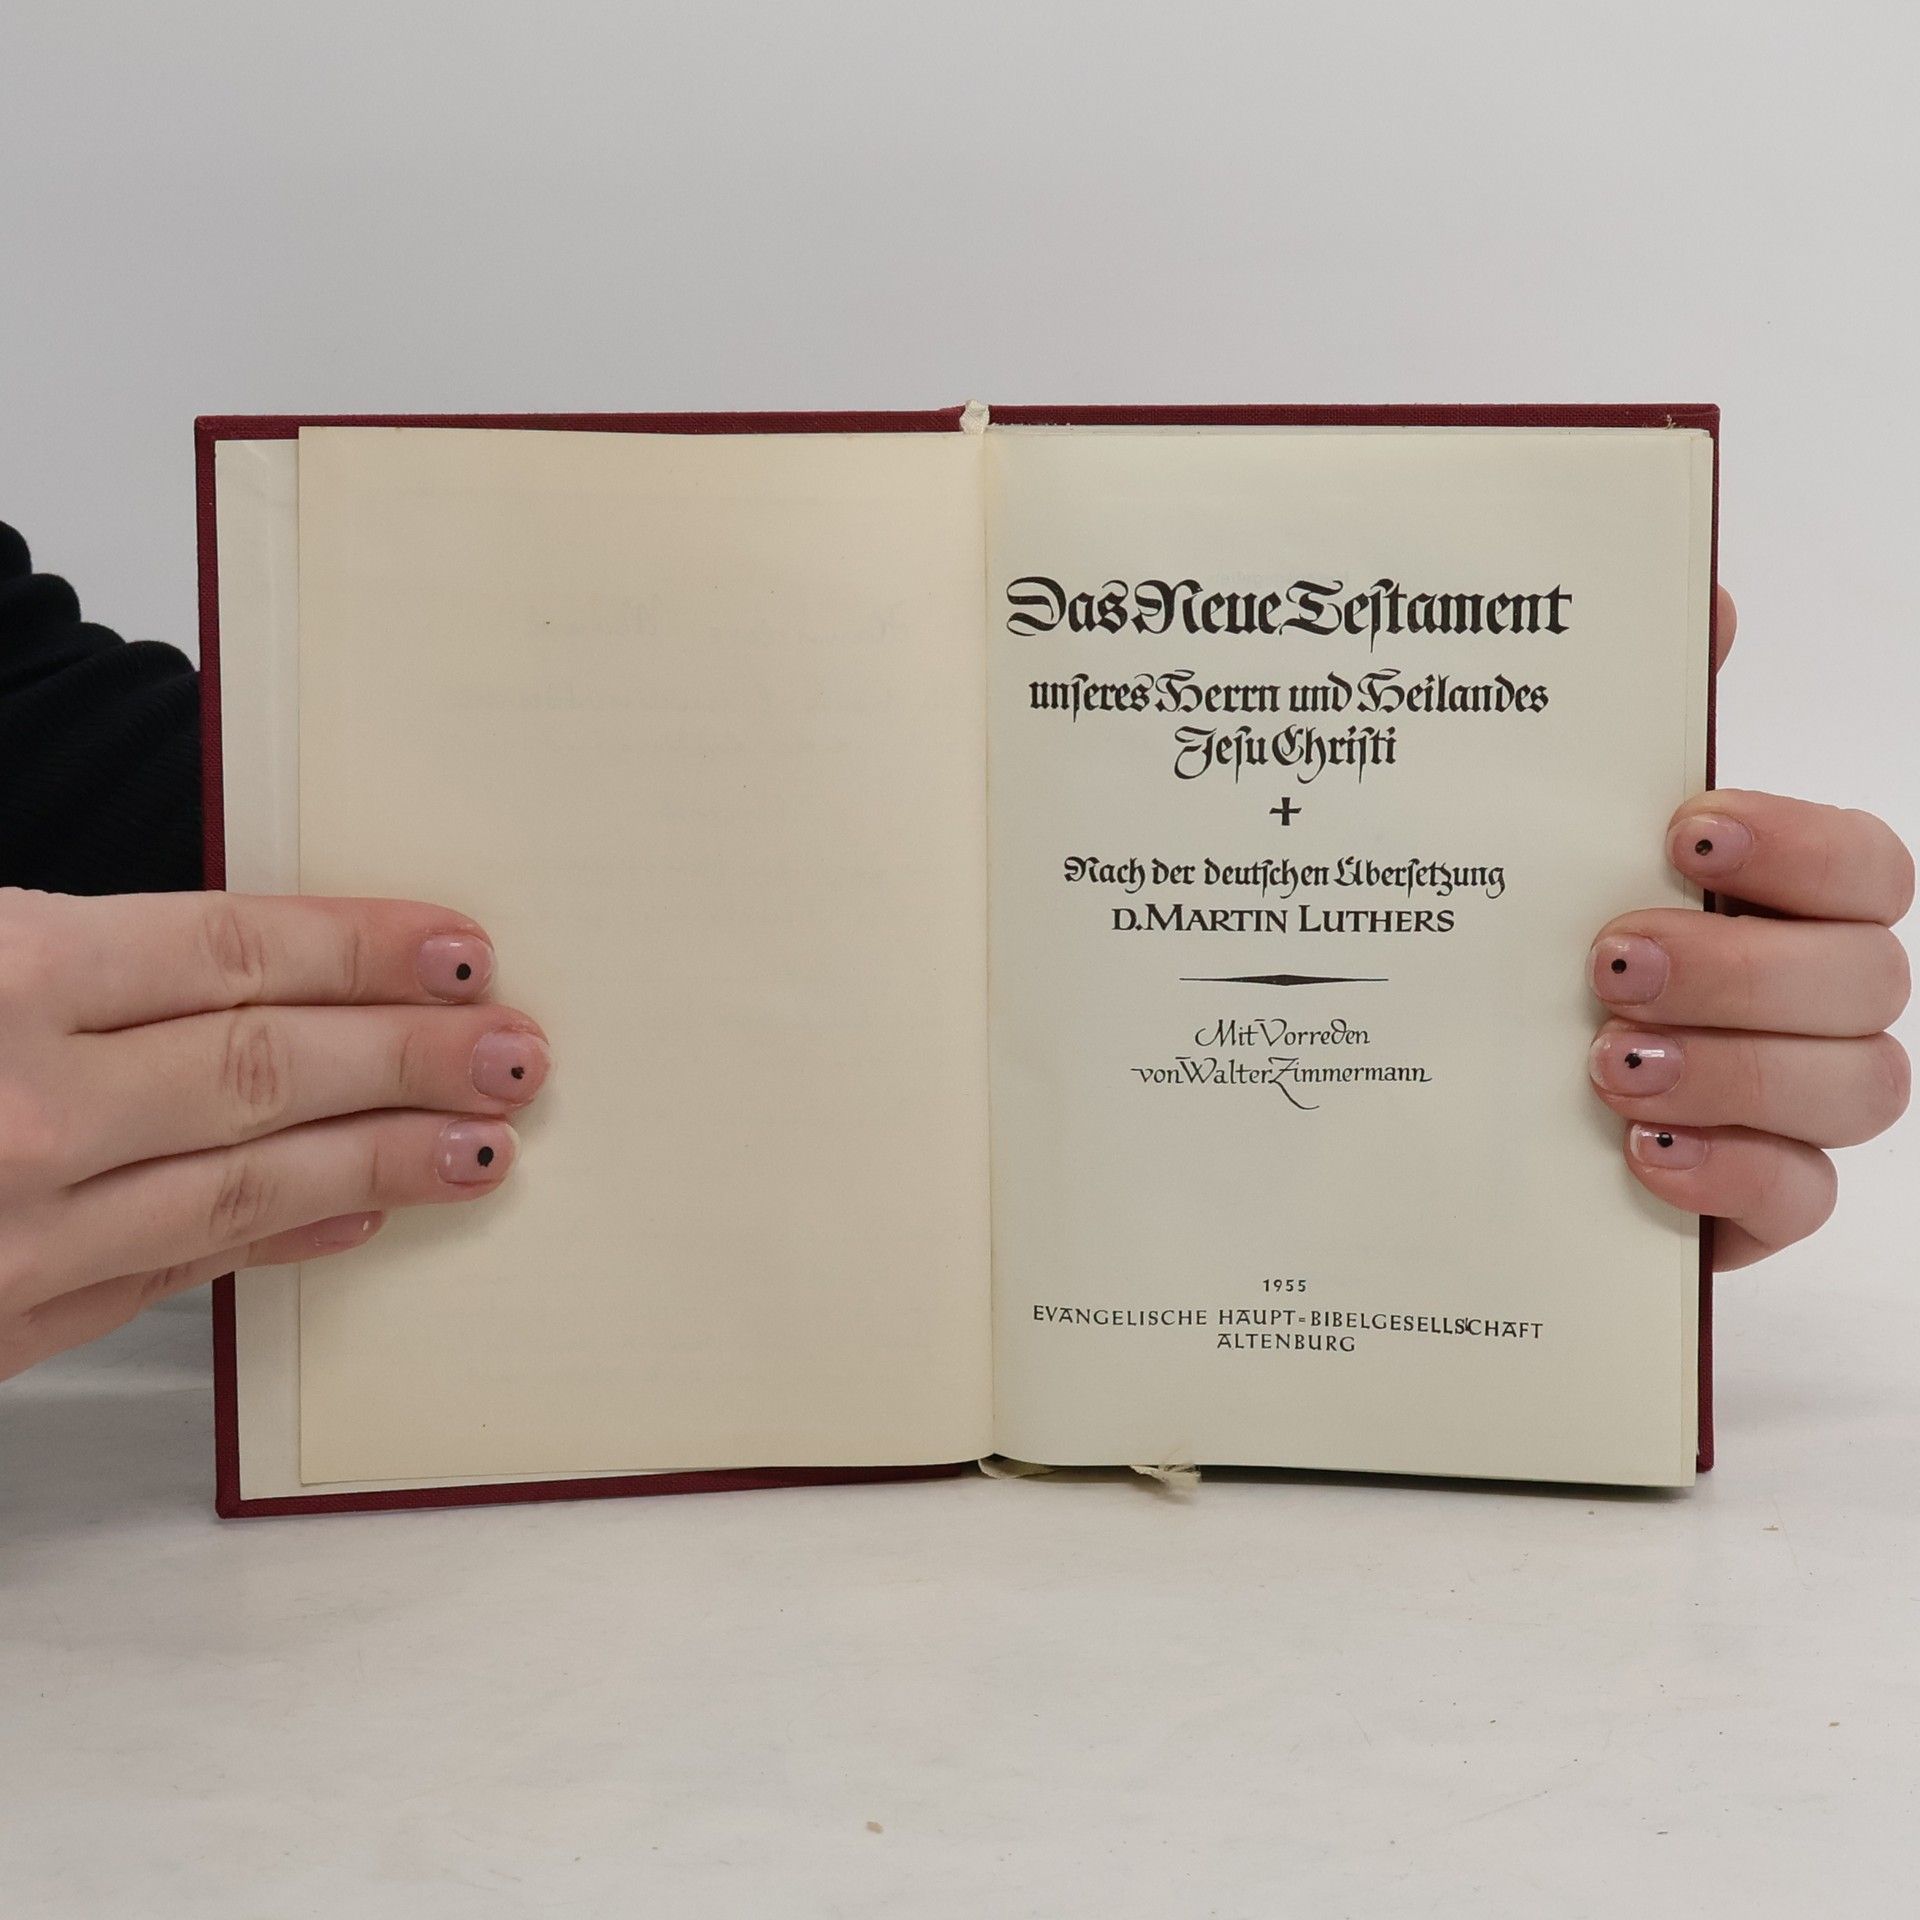 Das Neue Testament
unseres Herrn und Heilandes
Jesu Christi
+
Nach der deutschen Übersetzung
D. MARTIN LUTHERS
Mit Vorreden
von Walter Zimmermann
1955
EVANGELISCHE HAUPT-BIBELGESELLSCHAFT
ALTENBURG